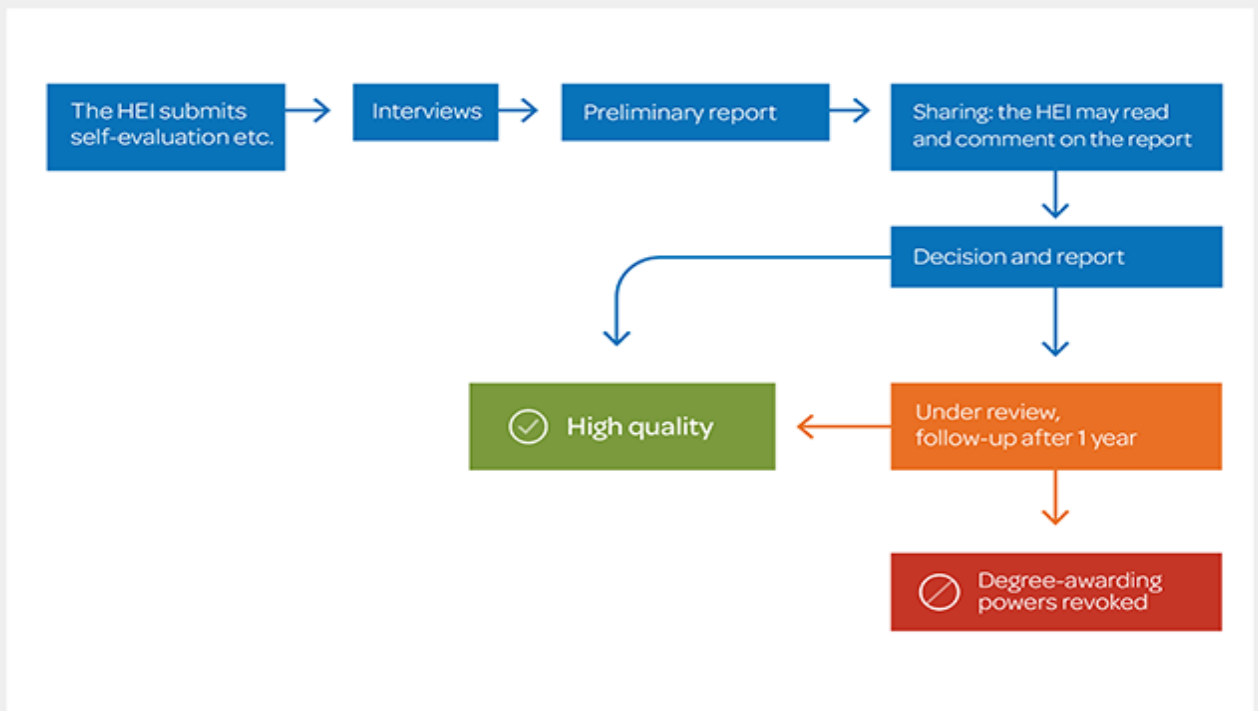 The HEI submits
self-evaluation etc.
Interviews
Preliminary report
Sharing: the HEI may read
and comment on the report
Decision and report
High quality
Under review,
follow-up after 1 year
Degree-awarding
powers revoked